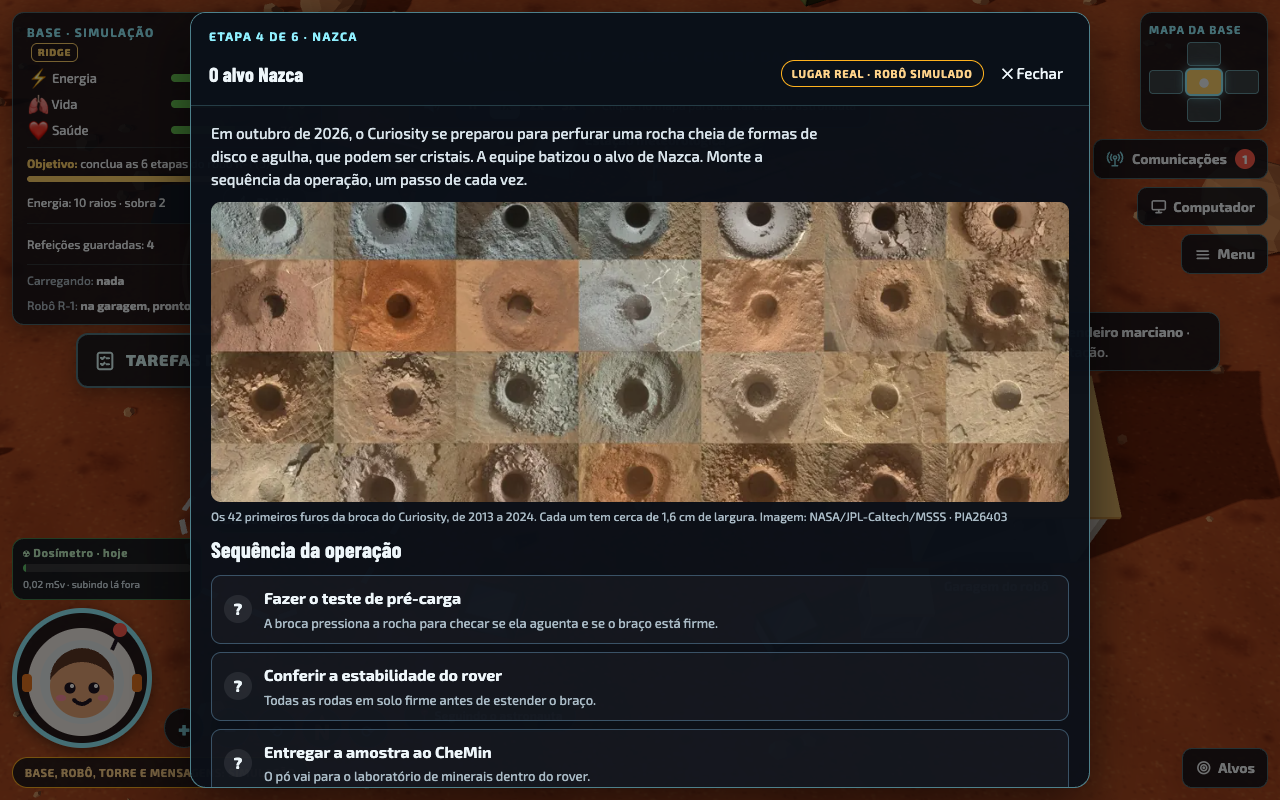 BASE · SIMULAÇÃO
RIDGE
Energia
Vida
Saúde
Objetivo: conclua as 6 etapas
Energia: 10 raios · sobra 2
Refeições guardadas: 4
Carregando: nada
Robô R-1: na garagem, pronto
TAREFAS
Dosímetro · hoje
0,02 mSv · subindo lá fora
BASE, ROBÔ, TORRE E MENSA
ETAPA 4 DE 6 · NAZCA
O alvo Nazca
LUGAR REAL · ROBÔ SIMULADO
Fechar
Em outubro de 2026, o Curiosity se preparou para perfurar uma rocha cheia de formas de
disco e agulha, que podem ser cristais. A equipe batizou o alvo de Nazca. Monte a
sequência da operação, um passo de cada vez.
Os 42 primeiros furos da broca do Curiosity, de 2013 a 2024. Cada um tem cerca de 1,6 cm de largura. Imagem: NASA/JPL-Caltech/MSSS · PIA26403
Sequência da operação
?
Fazer o teste de pré-carga
A broca pressiona a rocha para checar se ela aguenta e se o braço está firme.
?
Conferir a estabilidade do rover
Todas as rodas em solo firme antes de estender o braço.
?
Entregar a amostra ao CheMin
O pó vai para o laboratório de minerais dentro do rover.
MAPA DA BASE
Comunicações 1
Computador
Menu
leiro marciano ·
ão.
Alvos